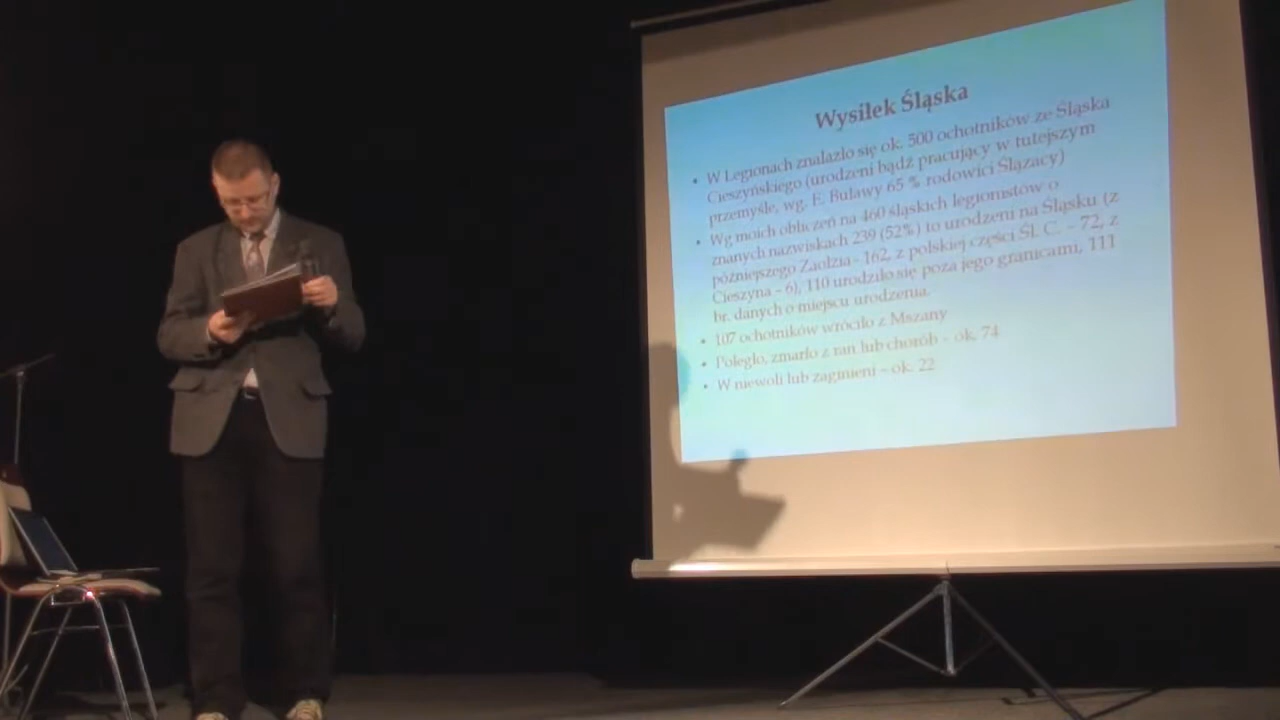 Wysiłek Śląska
• W Legionach znalazło się ok. 500 ochotników ze Śląska
Cieszyńskiego (urodzeni bądź pracujący w tutejszym
przemyśle, wg. E. Buławy 65 % rodowici Ślązacy)
• Wg moich obliczeń na 460 śląskich legionistów o
znanych nazwiskach 239 (52%) to urodzeni na Śląsku (z
późniejszego Zaolzia - 162, z polskiej części Śl. C. – 72, z
Cieszyna – 6), 110 urodziło się poza jego granicami, 111
br. danych o miejscu urodzenia.
• 107 ochotników wróciło z Mszany
• Poległo, zmarło z ran lub chorób – ok. 74
• W niewoli lub zaginieni – ok. 22